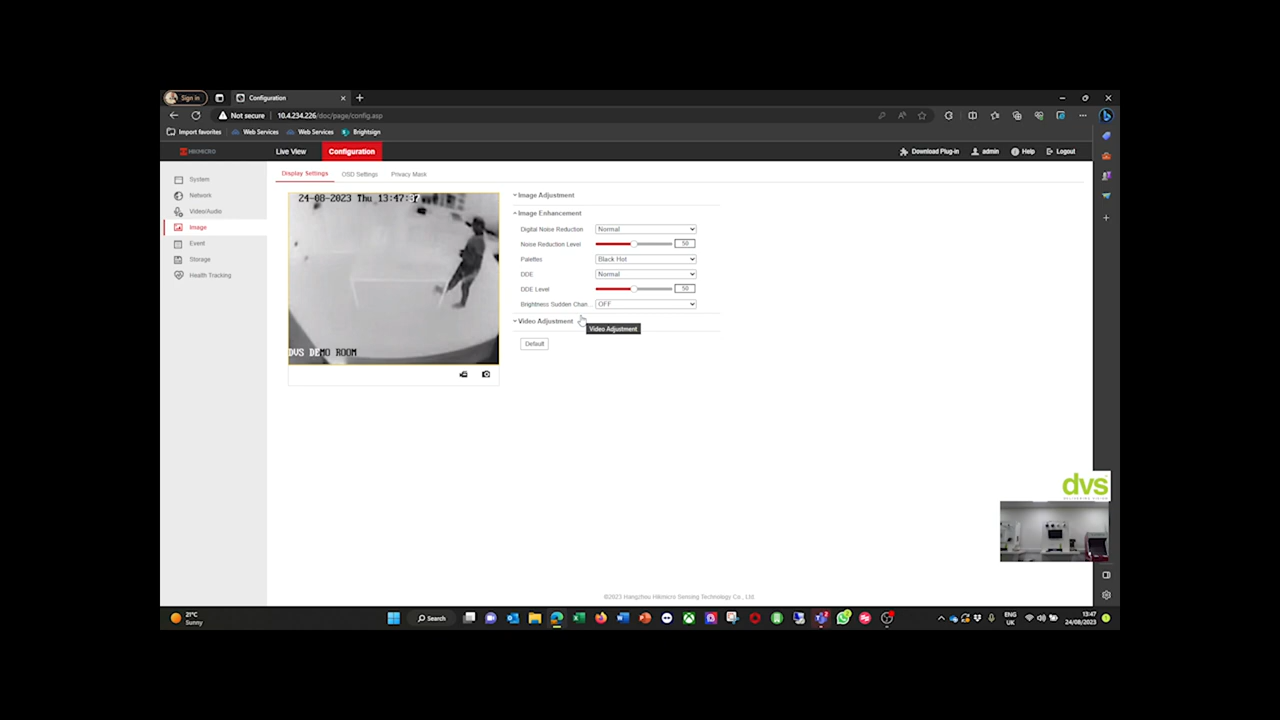 Sign in
Configuration
Not secure
10.4.234.226/doc/page/config.asp
Import favorites
Web Services
Web Services
Brightsign
HIKMICRO
Live View
Configuration
Download Plug-in
admin
Help
Logout
System
Network
Video/Audio
Image
Event
Storage
Health Tracking
Display Settings
OSD Settings
Privacy Mask
24-08-2023 Thu 13:47:37
DVS DEMO ROOM
Image Adjustment
Image Enhancement
Digital Noise Reduction
Normal
Noise Reduction Level
50
Palettes
Black Hot
DDE
Normal
DDE Level
50
Brightness Sudden Chan...
OFF
Video Adjustment
Video Adjustment
Default
dvs
DELIVERING VISION
©2023 Hangzhou Hikmicro Sensing Technology Co., Ltd.
21°C
Sunny
Search
ENG
UK
13:47
24/08/2023